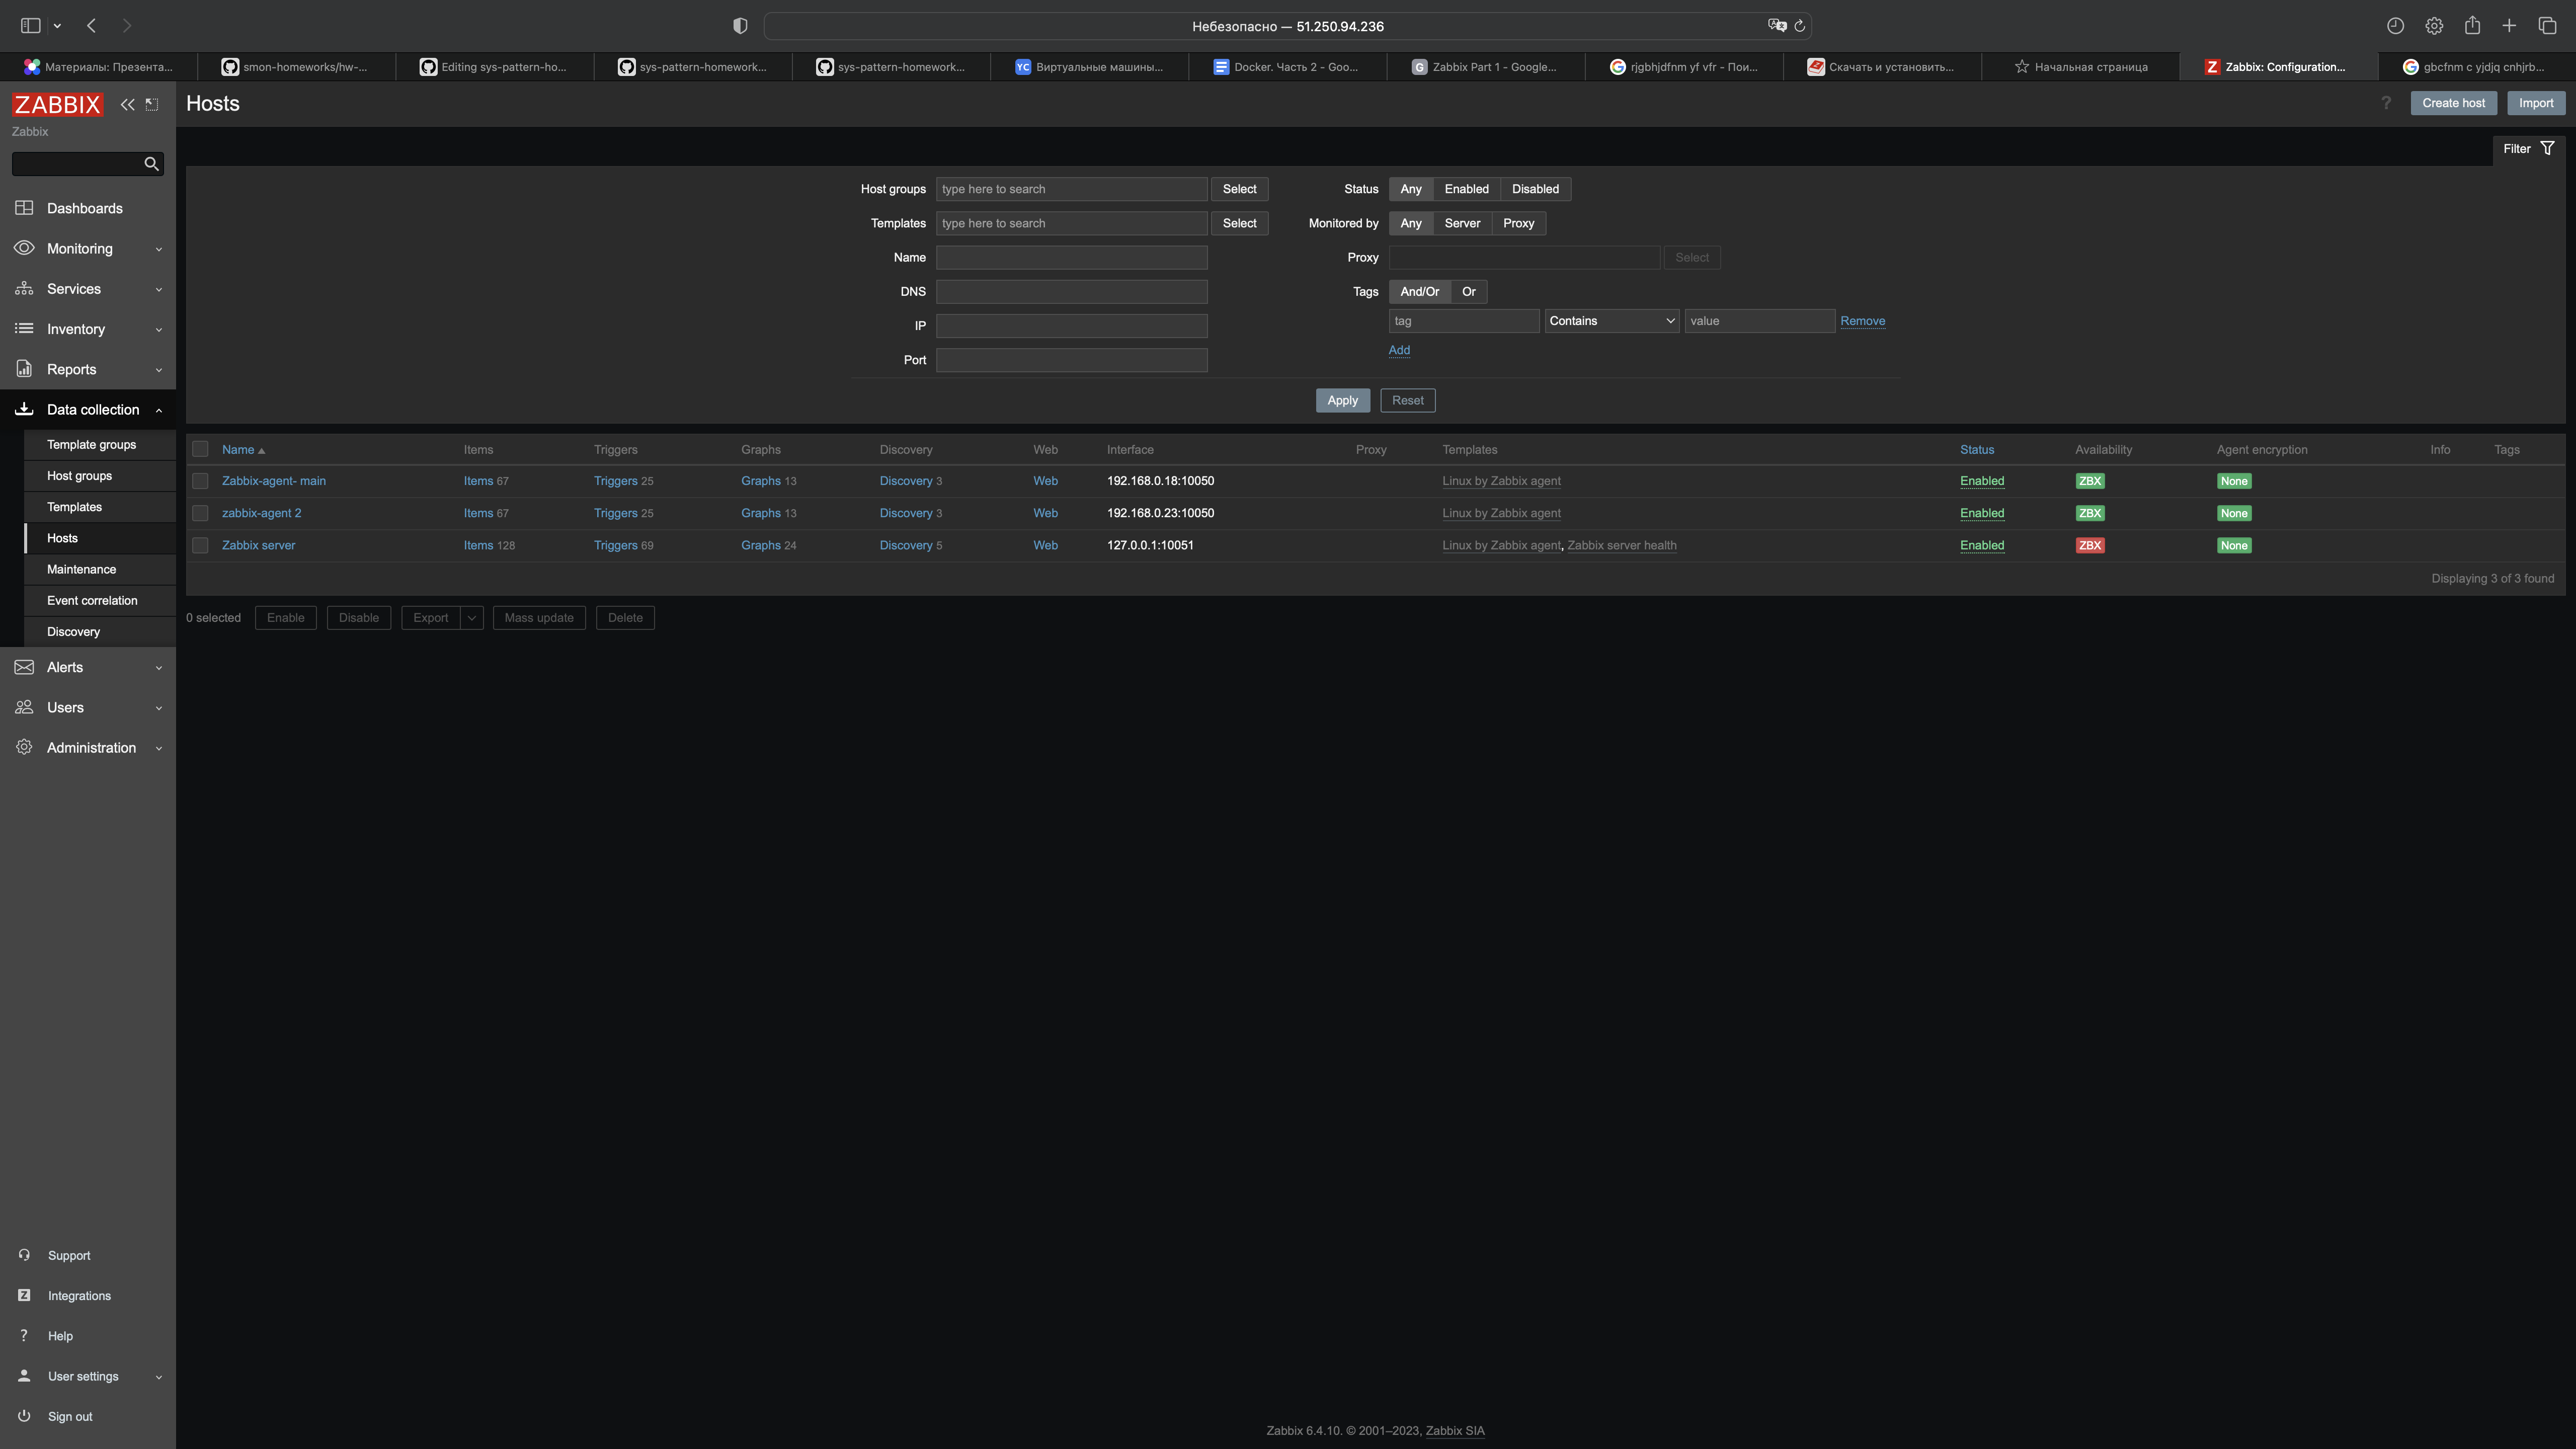 Небезопасно — 51.250.94.236
Материалы: Презента... smon-homeworks/hw-... Editing sys-pattern-ho... sys-pattern-homework... sys-pattern-homework... YC Виртуальные машины... Docker. Часть 2 - Goo... G Zabbix Part 1 - Google... rjgbhjdfnm yf vfr - Пои... Скачать и установить... Начальная страница Z Zabbix: Configuration... gbcfnm c yjdjq cnhjrb...
ZABBIX
Zabbix
Dashboards
Monitoring
Services
Inventory
Reports
Data collection
Template groups
Host groups
Templates
Hosts
Maintenance
Event correlation
Discovery
Alerts
Users
Administration
Support
Z Integrations
? Help
User settings
Sign out
Hosts ? Create host Import
Filter
Host groups type here to search Select Status Any Enabled Disabled
Templates type here to search Select Monitored by Any Server Proxy
Name Proxy Select
DNS Tags And/Or Or
IP tag Contains value Remove
Add
Port
Apply Reset
Name Items Triggers Graphs Discovery Web Interface Proxy Templates Status Availability Agent encryption Info Tags
Zabbix-agent- main Items 67 Triggers 25 Graphs 13 Discovery 3 Web 192.168.0.18:10050 Linux by Zabbix agent Enabled ZBX None
zabbix-agent 2 Items 67 Triggers 25 Graphs 13 Discovery 3 Web 192.168.0.23:10050 Linux by Zabbix agent Enabled ZBX None
Zabbix server Items 128 Triggers 69 Graphs 24 Discovery 5 Web 127.0.0.1:10051 Linux by Zabbix agent, Zabbix server health Enabled ZBX None
Displaying 3 of 3 found
0 selected Enable Disable Export Mass update Delete
Zabbix 6.4.10. © 2001–2023, Zabbix SIA